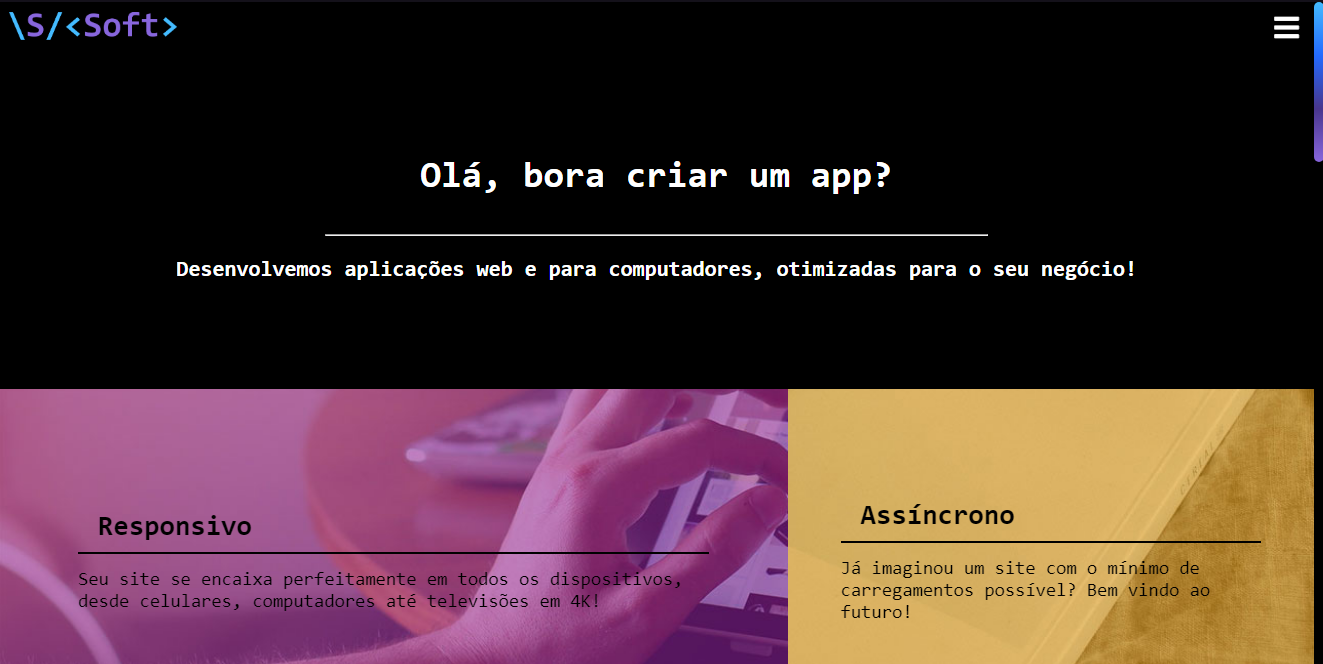 \S/<Soft>
Olá, bora criar um app?
Desenvolvemos aplicações web e para computadores, otimizadas para o seu negócio!
Responsivo
Seu site se encaixa perfeitamente em todos os dispositivos,
desde celulares, computadores até televisões em 4K!
Assíncrono
Já imaginou um site com o mínimo de
carregamentos possível? Bem vindo ao
futuro!